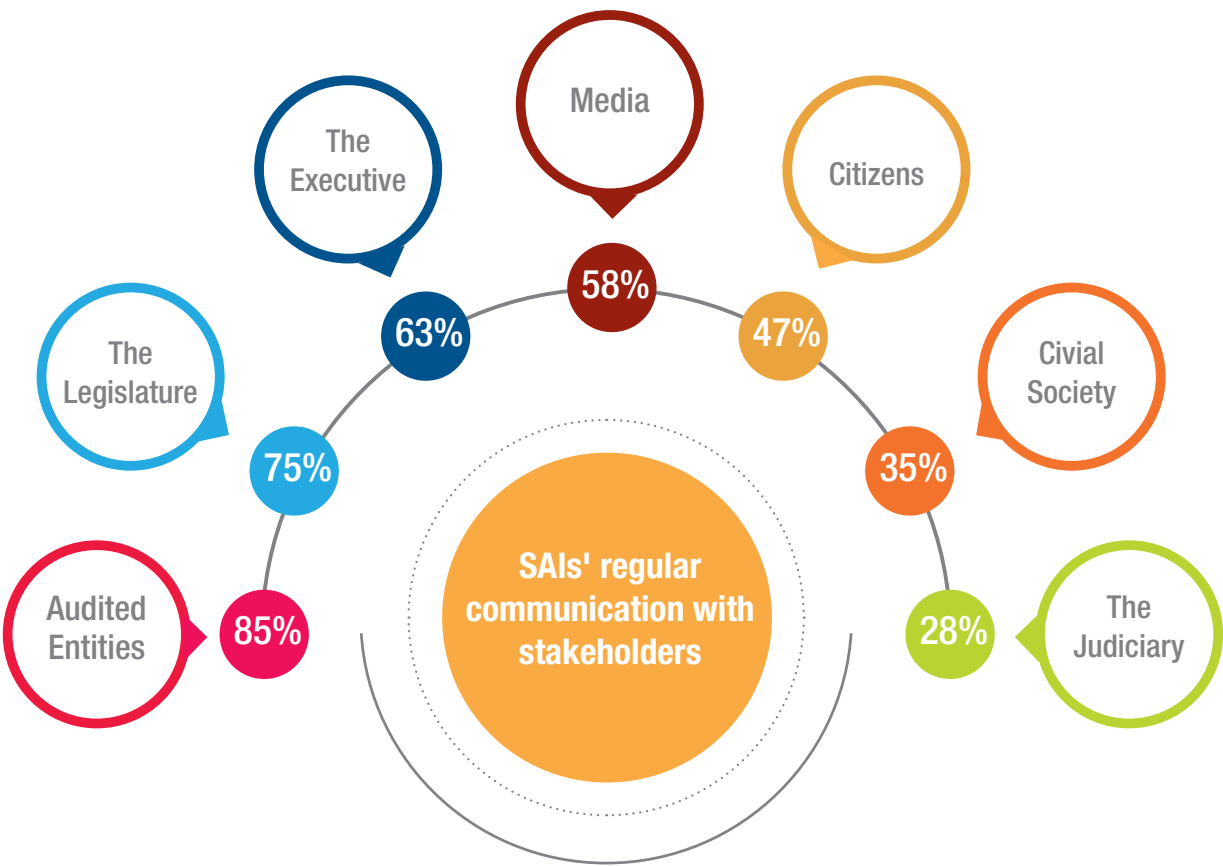 Media
The
Executive
Citizens
58%
63%
47%
The
Legislature
Civial
Society
75%
35%
SAIs' regular
communication with
stakeholders
Audited
Entities
85%
28%
The
Judiciary